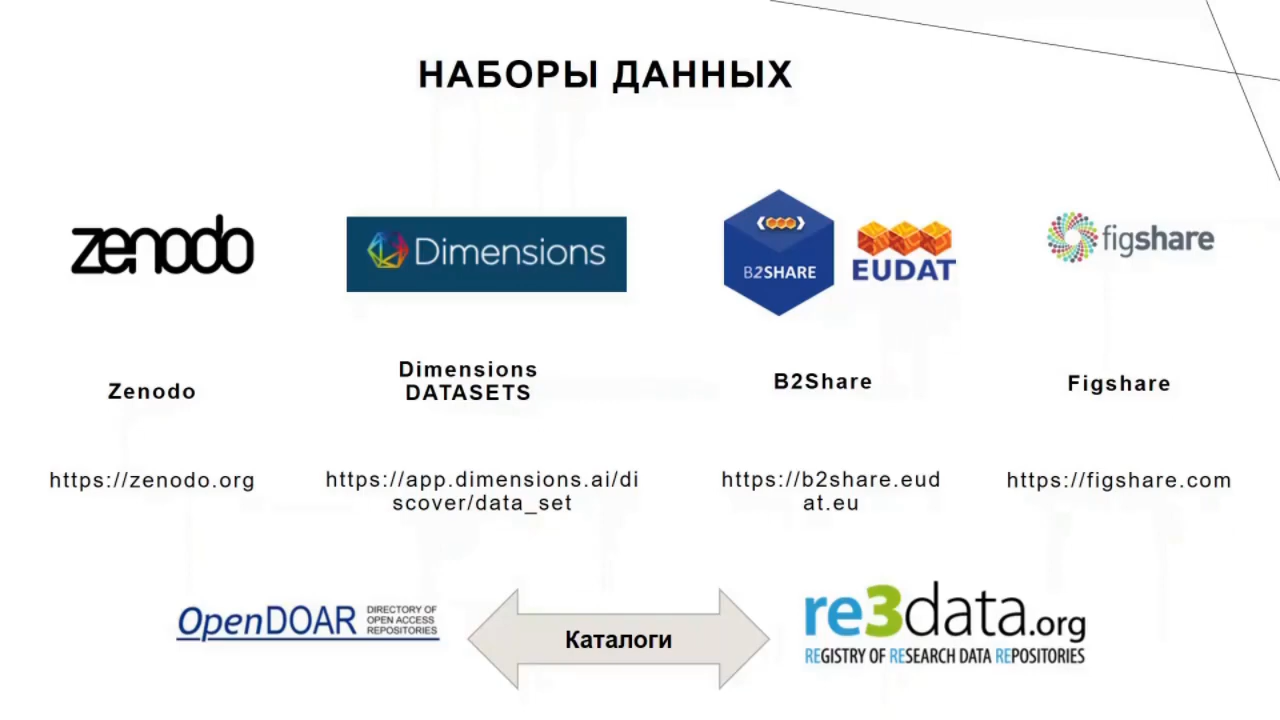 НАБОРЫ ДАННЫХ
zenodo
Dimensions
B2SHARE
EUDAT
figshare
Zenodo
Dimensions
DATASETS
B2Share
Figshare
https://zenodo.org
https://app.dimensions.ai/di
scover/data_set
https://b2share.eud
at.eu
https://figshare.com
OpenDOAR
DIRECTORY OF
OPEN ACCESS
REPOSITORIES
Каталоги
re3data.org
REGISTRY OF RESEARCH DATA REPOSITORIES